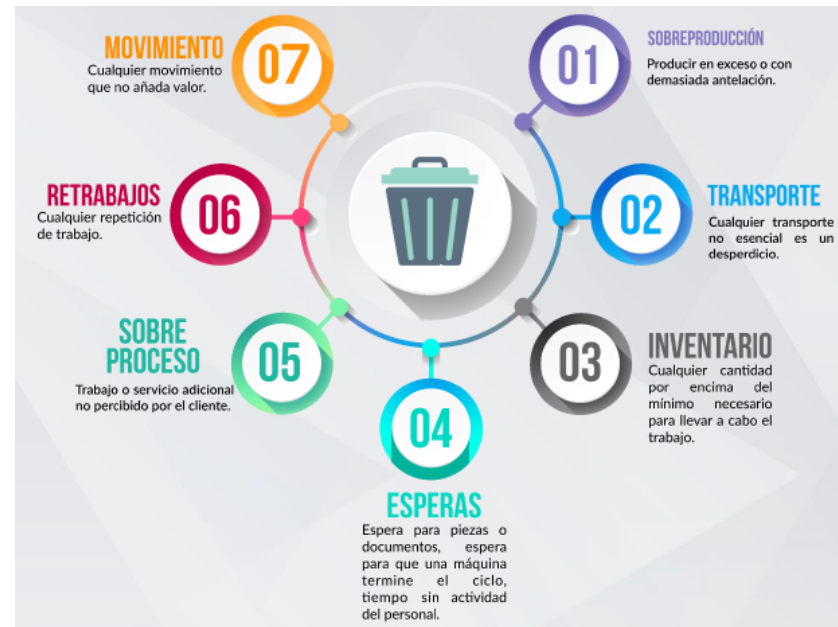 01
SOBREPRODUCCIÓN
Producir en exceso o con
demasiada antelación.
02
TRANSPORTE
Cualquier transporte
no esencial es un
desperdicio.
03
INVENTARIO
Cualquier cantidad
por encima del
mínimo necesario
para llevar a cabo el
trabajo.
04
ESPERAS
Espera para piezas o
documentos, espera
para que una máquina
termine el ciclo,
tiempo sin actividad
del personal.
05
SOBRE
PROCESO
Trabajo o servicio adicional
no percibido por el cliente.
06
RETRABAJOS
Cualquier repetición
de trabajo.
07
MOVIMIENTO
Cualquier movimiento
que no añada valor.